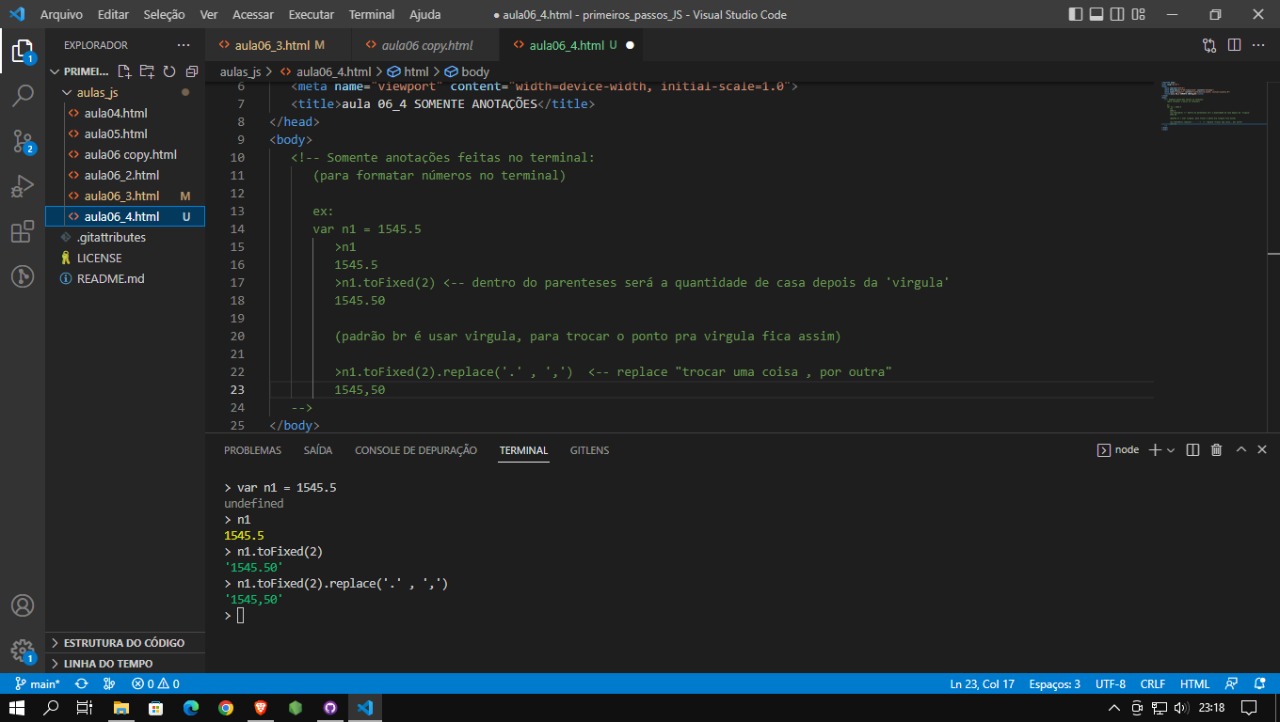 Arquivo Editar Seleção Ver Acessar Executar Terminal Ajuda ● aula06_4.html - primeiros_passos_JS - Visual Studio Code
EXPLORADOR ···
<> aula06_3.html M <> aula06 copy.html <> aula06_4.html U ●
PRIMEI...
aulas_js > <> aula06_4.html > html > body
aulas_js
<> aula04.html
<> aula05.html
<> aula06 copy.html
<> aula06_2.html
<> aula06_3.html M
<> aula06_4.html U
.gitattributes
LICENSE
README.md
ESTRUTURA DO CÓDIGO
LINHA DO TEMPO
1
2
1
6 <meta name="viewport" content="width=device-width, initial-scale=1.0">
7 <title>aula 06_4 SOMENTE ANOTAÇÕES</title>
8 </head>
9 <body>
10 <!-- Somente anotações feitas no terminal:
11 (para formatar números no terminal)
12
13 ex:
14 var n1 = 1545.5
15 >n1
16 1545.5
17 >n1.toFixed(2) <-- dentro do parenteses será a quantidade de casa depois da 'virgula'
18 1545.50
19
20 (padrão br é usar virgula, para trocar o ponto pra virgula fica assim)
21
22 >n1.toFixed(2).replace('.' , ',') <-- replace "trocar uma coisa , por outra"
23 1545,50
24 -->
25 </body>
PROBLEMAS SAÍDA CONSOLE DE DEPURAÇÃO TERMINAL GITLENS node
> var n1 = 1545.5
undefined
> n1
1545.5
> n1.toFixed(2)
'1545.50'
> n1.toFixed(2).replace('.' , ',')
'1545,50'
>
main* 0 0 Ln 23, Col 17 Espaços: 3 UTF-8 CRLF HTML
23:18